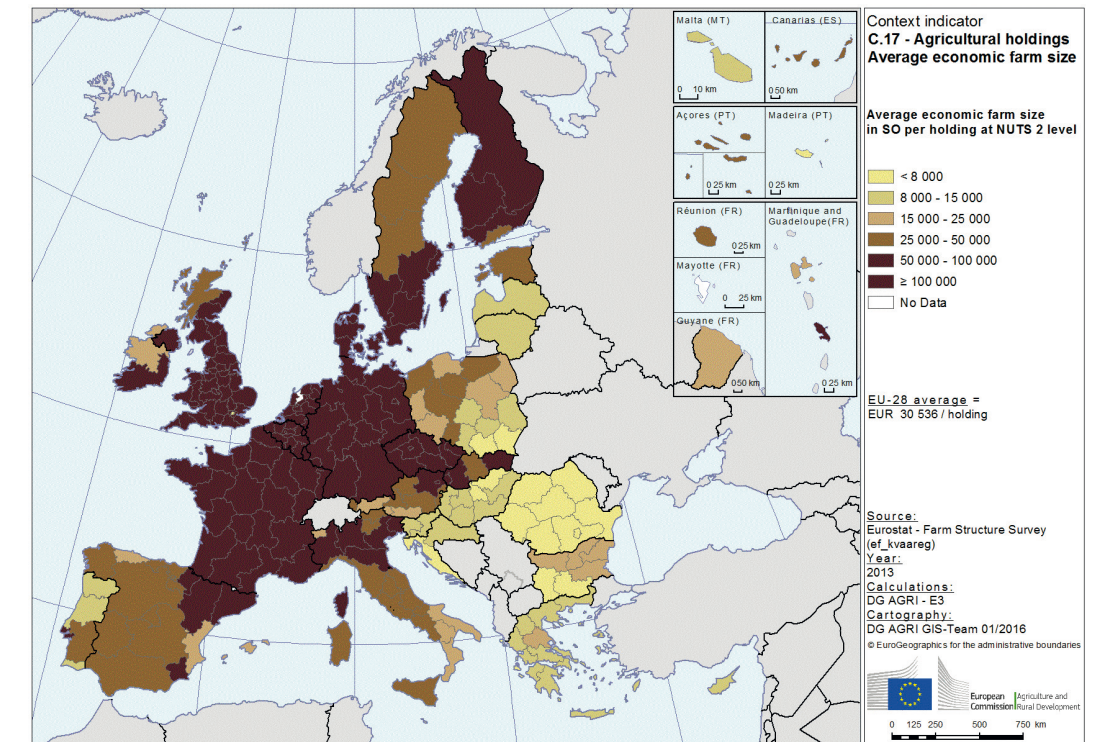 Malta (MT)
0 10 km
Canarias (ES)
0 50 km
Açores (PT)
0 25 km
Madeira (PT)
0 25 km
Réunion (FR)
0 25 km
Martinique and
Guadeloupe(FR)
Mayotte (FR)
0 25 km
Guyane (FR)
0 50 km
0 25 km
Context indicator
C.17 - Agricultural holdings
Average economic farm size
Average economic farm size
in SO per holding at NUTS 2 level
< 8 000
8 000 - 15 000
15 000 - 25 000
25 000 - 50 000
50 000 - 100 000
≥ 100 000
No Data
EU-28 average =
EUR 30 536 / holding
Source:
Eurostat - Farm Structure Survey
(ef_kvaareg)
Year:
2013
Calculations:
DG AGRI - E3
Cartography:
DG AGRI GIS-Team 01/2016
© EuroGeographics for the administrative boundaries
European
Commission
Agriculture and
Rural Development
0 125 250 500 750 km